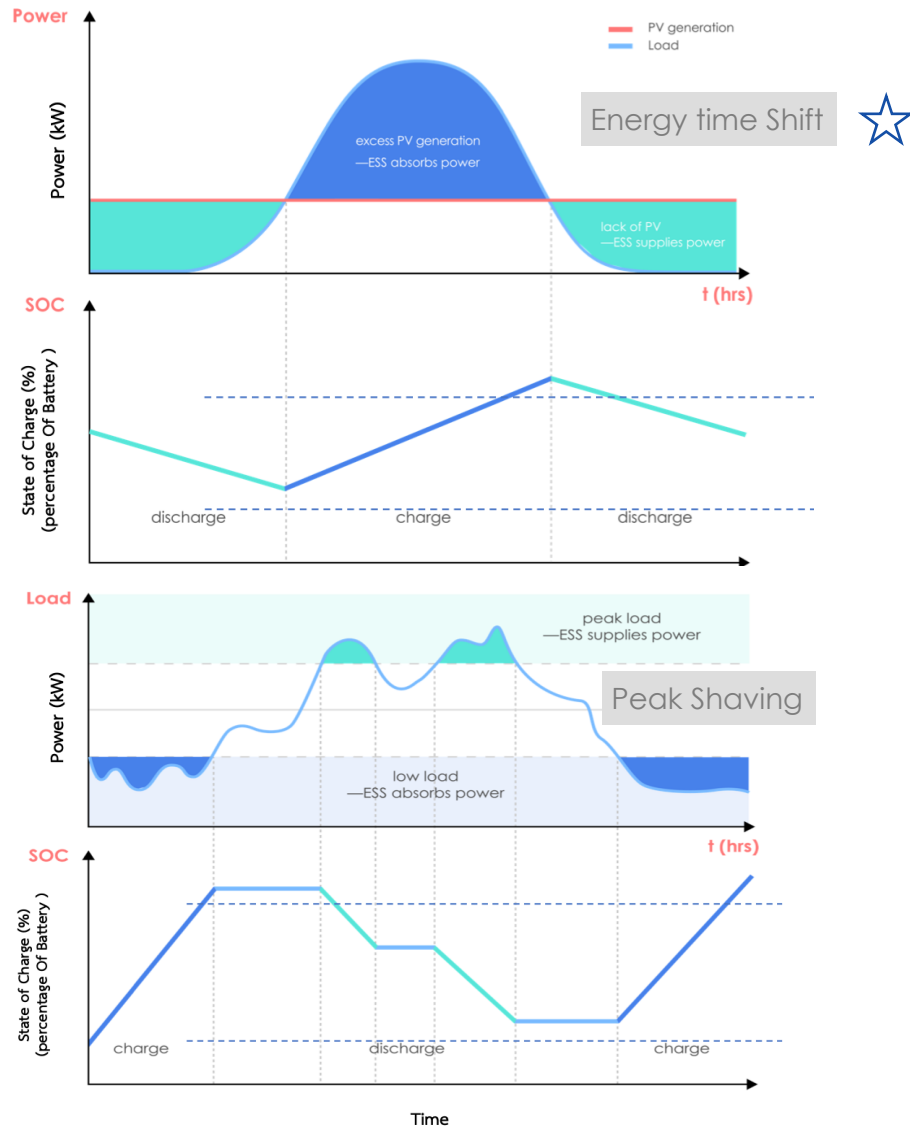 Power
PV generation
Load
Energy time Shift
Power (kW)
excess PV generation
—ESS absorbs power
lack of PV
—ESS supplies power
t (hrs)
SOC
State of Charge (%)
(percentage Of Battery )
discharge
charge
discharge
Load
peak load
—ESS supplies power
Peak Shaving
Power (kW)
low load
—ESS absorbs power
t (hrs)
SOC
State of Charge (%)
(percentage Of Battery )
charge
discharge
charge
Time